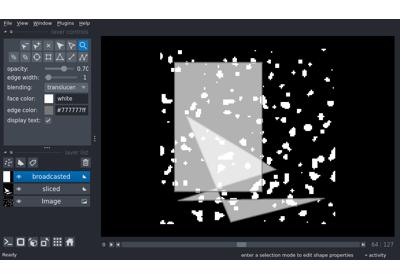 File View Window Plugins Help
layer controls
opacity: 0.70
edge width: 1
blending: translucen
face color: white
edge color: #777777ff
display text:
layer list
broadcasted
sliced
Image
0 64 | 127
Ready enter a selection mode to edit shape properties activity